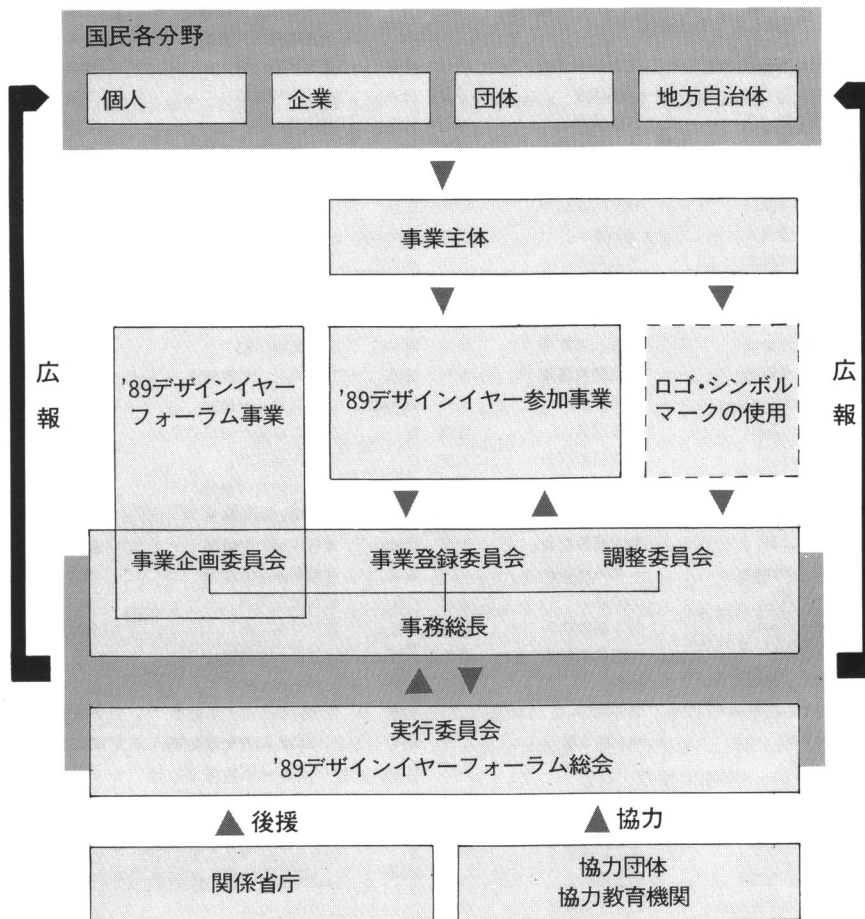 国民各分野
個人
企業
団体
地方自治体
事業主体
広
報
'89デザインイヤー
フォーラム事業
'89デザインイヤー参加事業
ロゴ・シンボル
マークの使用
広
報
事業企画委員会
事業登録委員会
調整委員会
事務総長
実行委員会
'89デザインイヤーフォーラム総会
後援
協力
関係省庁
協力団体
協力教育機関